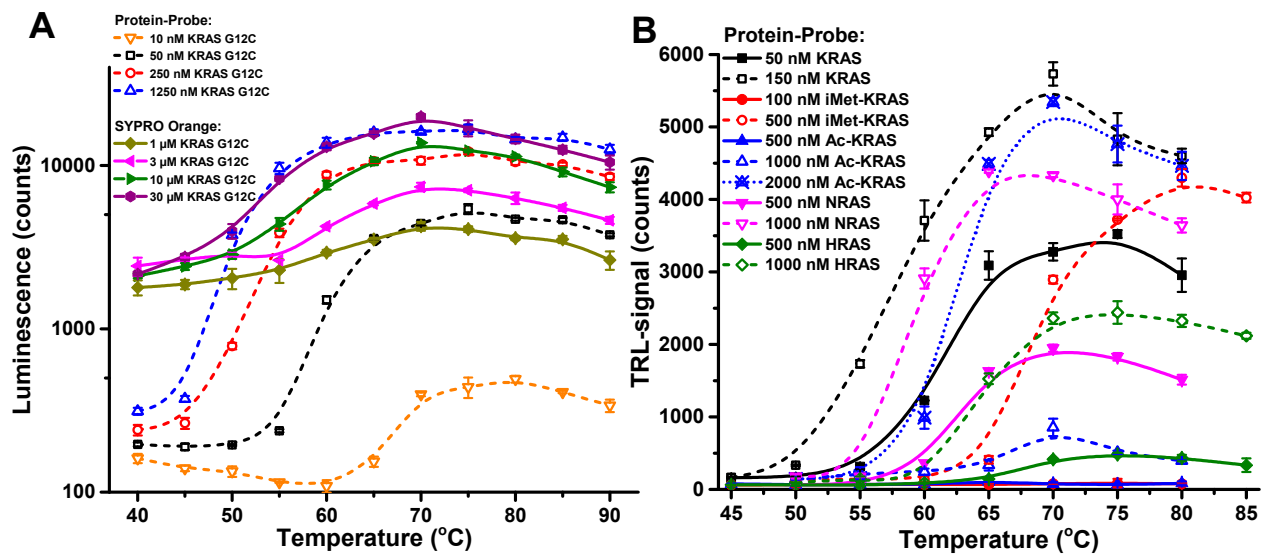 A
Protein-Probe:
10 nM KRAS G12C
50 nM KRAS G12C
250 nM KRAS G12C
1250 nM KRAS G12C
SYPRO Orange:
1 µM KRAS G12C
3 µM KRAS G12C
10 µM KRAS G12C
30 µM KRAS G12C
Luminescence (counts)
10000
1000
100
40 50 60 70 80 90
Temperature (°C)
B
Protein-Probe:
50 nM KRAS
150 nM KRAS
100 nM iMet-KRAS
500 nM iMet-KRAS
500 nM Ac-KRAS
1000 nM Ac-KRAS
2000 nM Ac-KRAS
500 nM NRAS
1000 nM NRAS
500 nM HRAS
1000 nM HRAS
TRL-signal (counts)
6000
5000
4000
3000
2000
1000
0
45 50 55 60 65 70 75 80 85
Temperature (°C)